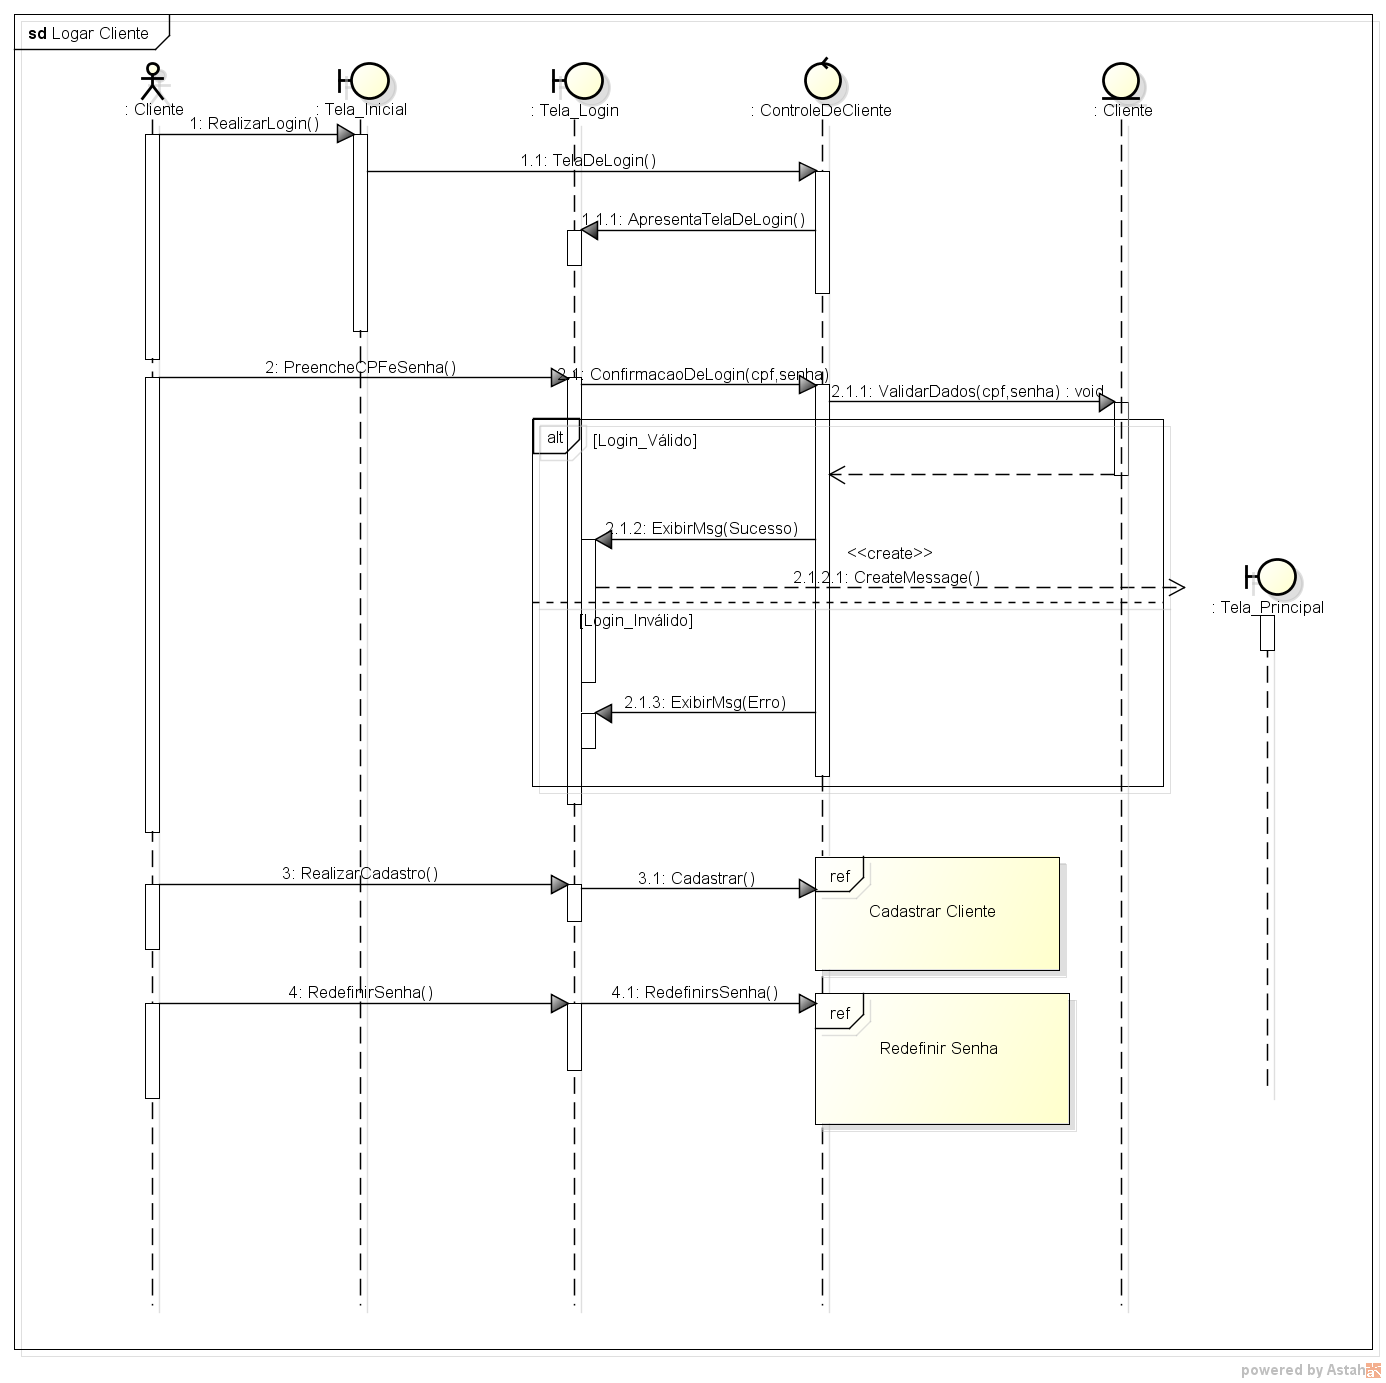 sd Logar Cliente
: Cliente
: Tela_Inicial
: Tela_Login
: ControleDeCliente
: Cliente
1: RealizarLogin()
1.1: TelaDeLogin()
1.1.1: ApresentaTelaDeLogin()
2: PreencheCPFeSenha()
2.1: ConfirmacaoDeLogin(cpf,senha)
2.1.1: ValidarDados(cpf,senha) : void
alt
[Login_Válido]
2.1.2: ExibirMsg(Sucesso)
<<create>>
2.1.2.1: CreateMessage()
: Tela_Principal
[Login_Inválido]
2.1.3: ExibirMsg(Erro)
3: RealizarCadastro()
3.1: Cadastrar()
ref
Cadastrar Cliente
4: RedefinirSenha()
4.1: RedefinirsSenha()
ref
Redefinir Senha
powered by Astah